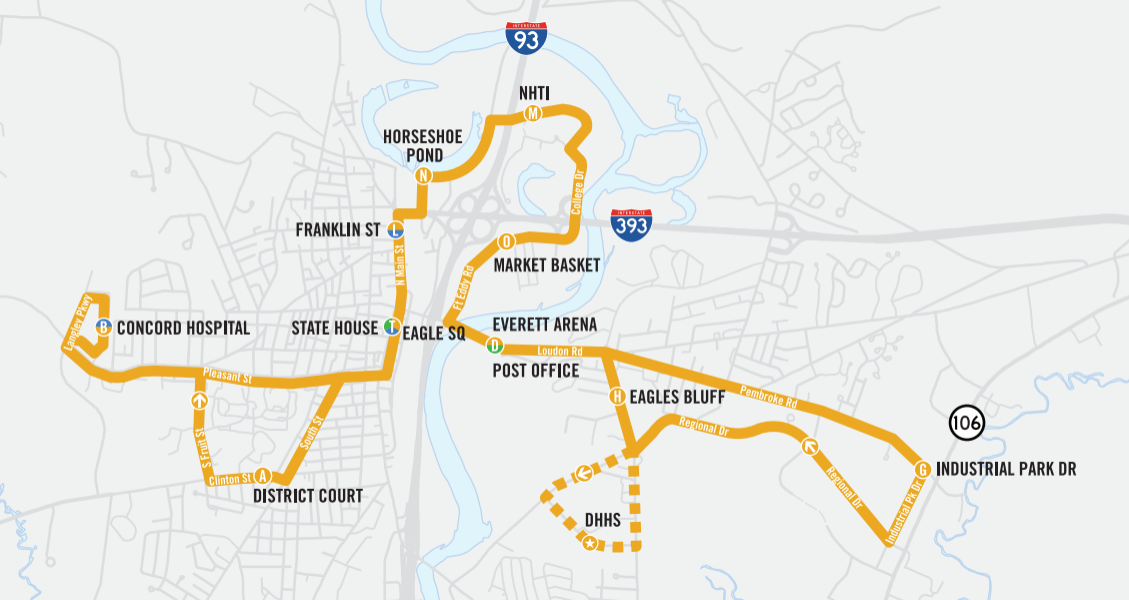 INTERSTATE
93
NHTI
M
HORSESHOE
POND
N
College Dr
INTERSTATE
393
FRANKLIN ST
L
N Main St
O
MARKET BASKET
Ft Eddy Rd
Langley Pkwy
B
CONCORD HOSPITAL
STATE HOUSE
T
EAGLE SQ
EVERETT ARENA
D
Loudon Rd
POST OFFICE
Pleasant St
H
EAGLES BLUFF
Pembroke Rd
106
Regional Dr
S Fruit St
South St
Clinton St
A
DISTRICT COURT
G
INDUSTRIAL PARK DR
Regional Dr
Industrial Pk Dr
DHHS